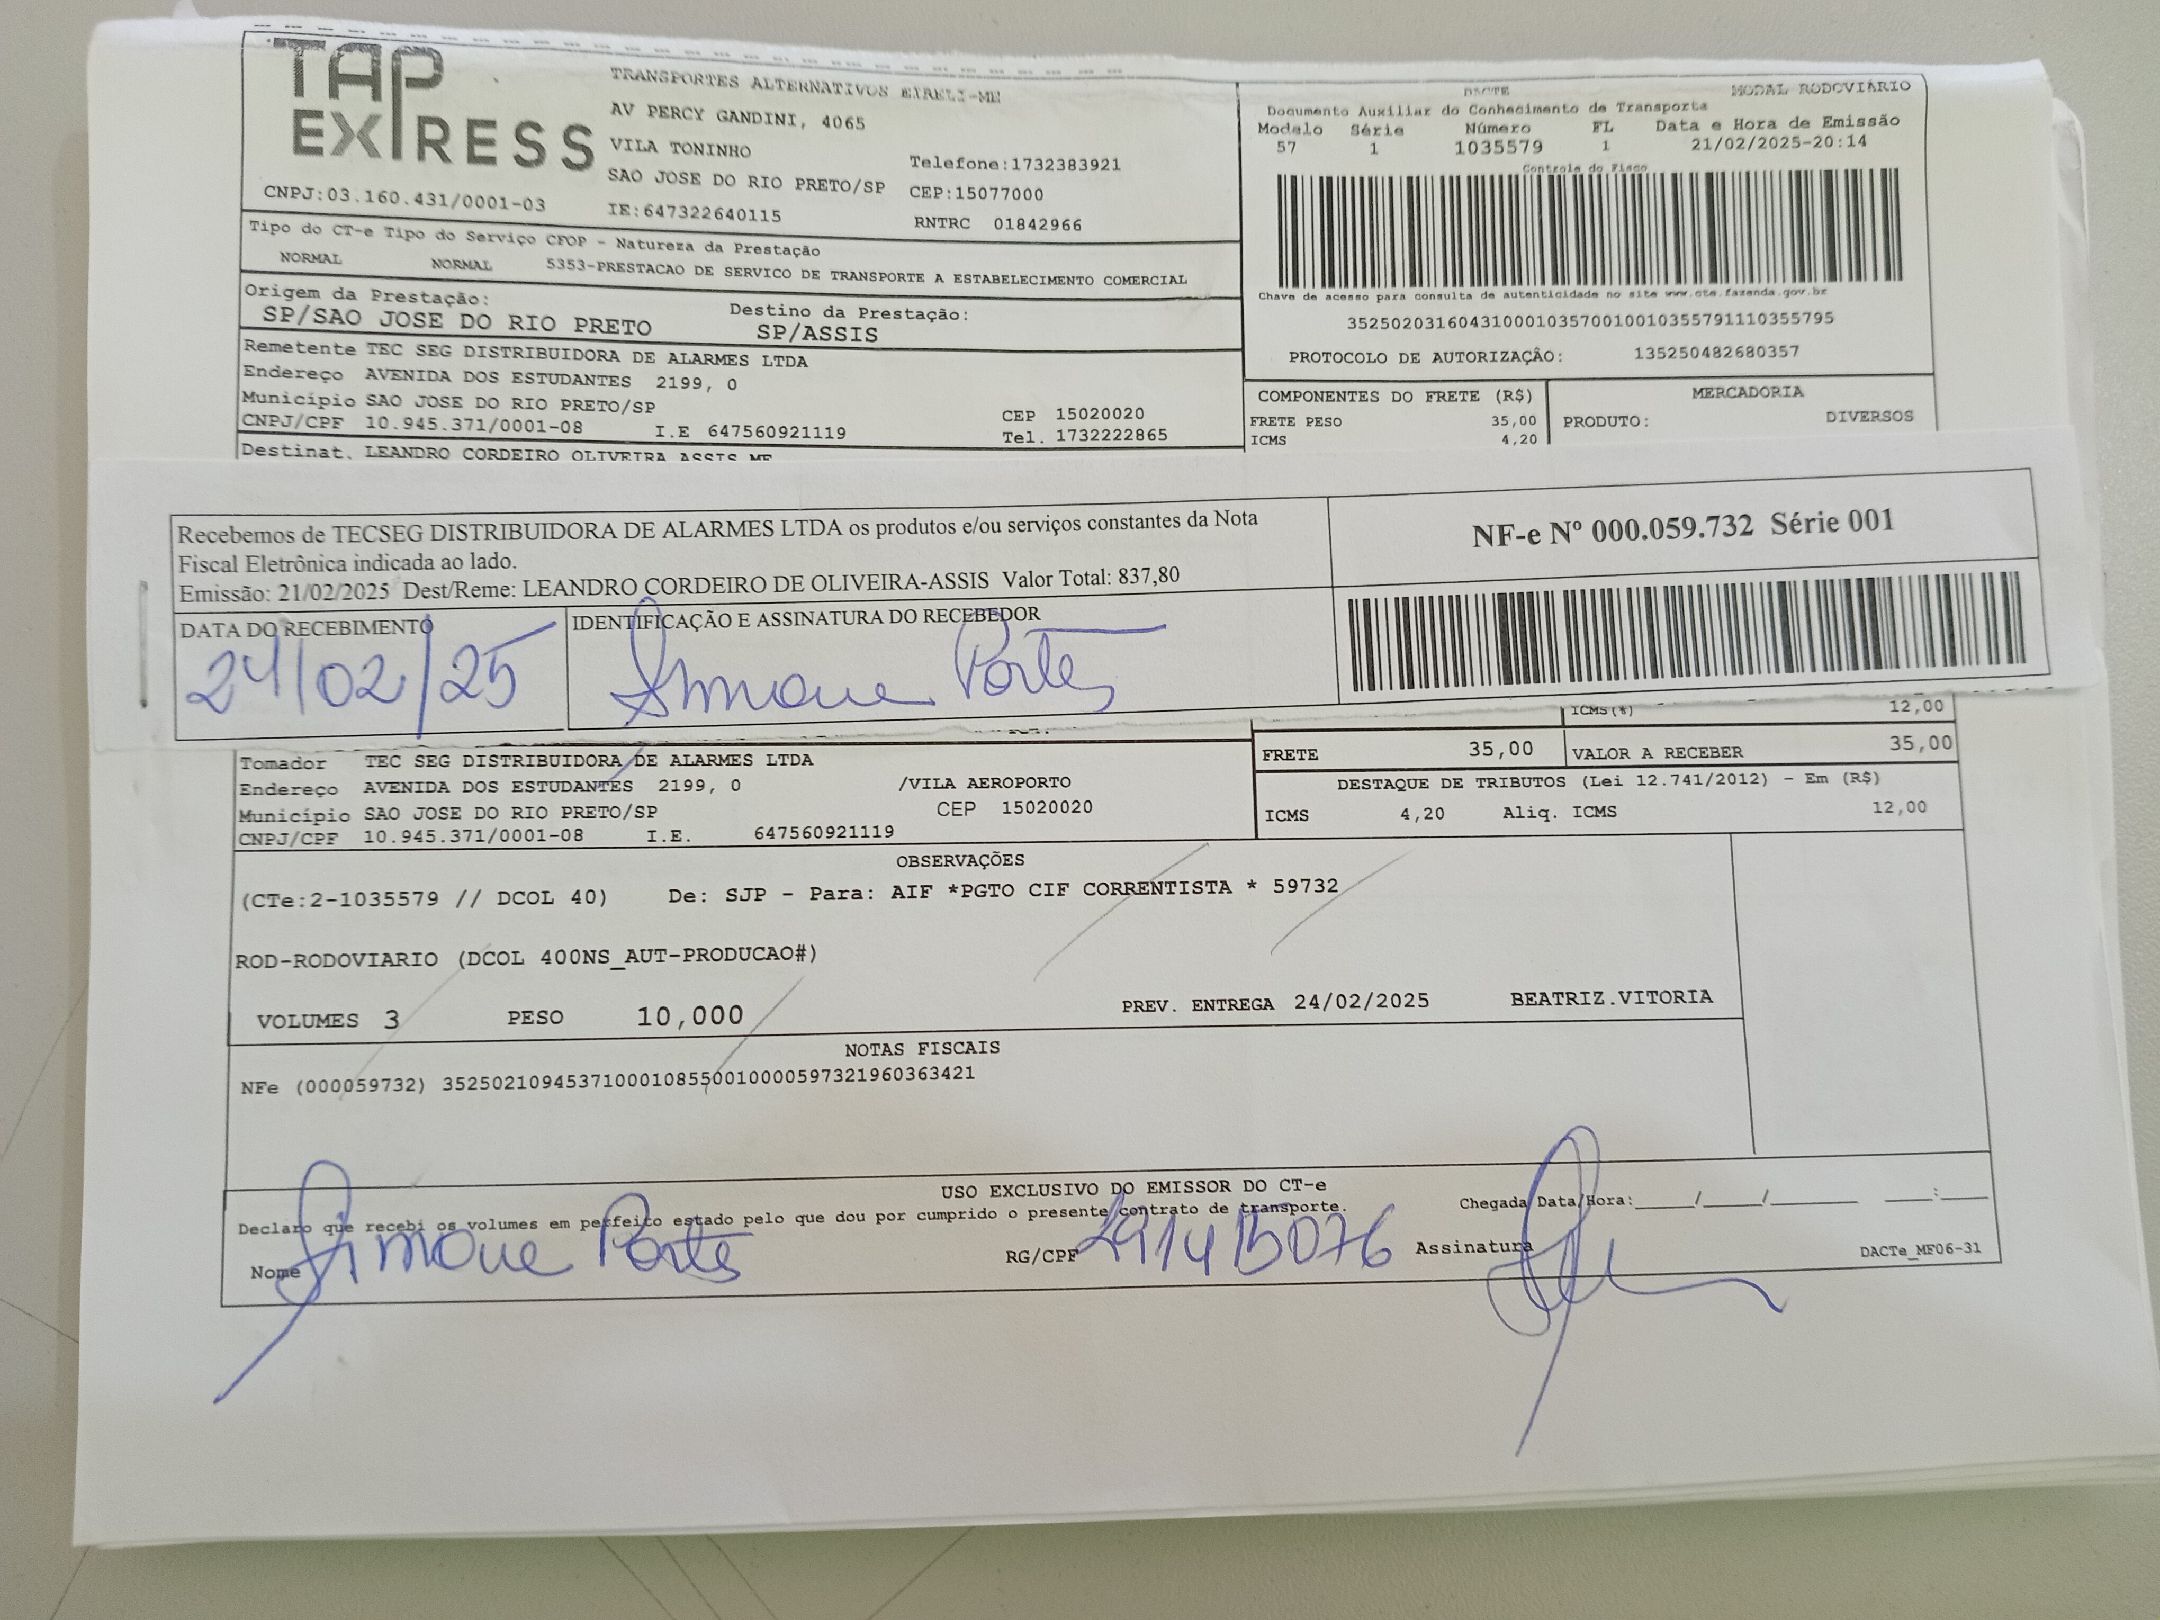 TAP EXPRESS
TRANSPORTES ALTERNATIVOS EIRELI-ME
AV PERCY GANDINI, 4065
VILA TONINHO
Telefone:1732383921
SAO JOSE DO RIO PRETO/SP CEP:15077000
CNPJ:03.160.431/0001-03 IE:647322640115 RNTRC 01842966
DACTE MODAL RODOVIÁRIO
Documento Auxiliar do Conhecimento de Transporte
Modelo Série Número FL Data e Hora de Emissão
57 1 1035579 1 21/02/2025-20:14
Controle do Fisco
Chave de acesso para consulta de autenticidade no site www.cte.fazenda.gov.br
35250203160431000103570010010355791110355795
PROTOCOLO DE AUTORIZAÇÃO: 135250482680357
Tipo do CT-e Tipo do Serviço CFOP - Natureza da Prestação
NORMAL NORMAL 5353-PRESTACAO DE SERVICO DE TRANSPORTE A ESTABELECIMENTO COMERCIAL
Origem da Prestação: Destino da Prestação:
SP/SAO JOSE DO RIO PRETO SP/ASSIS
Remetente TEC SEG DISTRIBUIDORA DE ALARMES LTDA
Endereço AVENIDA DOS ESTUDANTES 2199, 0
Município SAO JOSE DO RIO PRETO/SP CEP 15020020
CNPJ/CPF 10.945.371/0001-08 I.E 647560921119 Tel. 1732222865
Destinat. LEANDRO CORDEIRO OLIVEIRA ASSIS ME
COMPONENTES DO FRETE (R$) MERCADORIA
FRETE PESO 35,00 PRODUTO: DIVERSOS
ICMS 4,20
Recebemos de TECSEG DISTRIBUIDORA DE ALARMES LTDA os produtos e/ou serviços constantes da Nota
Fiscal Eletrônica indicada ao lado.
Emissão: 21/02/2025 Dest/Reme: LEANDRO CORDEIRO DE OLIVEIRA-ASSIS Valor Total: 837,80
NF-e Nº 000.059.732 Série 001
DATA DO RECEBIMENTO IDENTIFICAÇÃO E ASSINATURA DO RECEBEDOR
24/02/25 Simone Portes
ICMS(%) 12,00
FRETE 35,00 VALOR A RECEBER 35,00
Tomador TEC SEG DISTRIBUIDORA DE ALARMES LTDA
Endereço AVENIDA DOS ESTUDANTES 2199, 0 /VILA AEROPORTO
Município SAO JOSE DO RIO PRETO/SP CEP 15020020
CNPJ/CPF 10.945.371/0001-08 I.E. 647560921119
DESTAQUE DE TRIBUTOS (Lei 12.741/2012) - Em (R$)
ICMS 4,20 Aliq. ICMS 12,00
OBSERVAÇÕES
(CTe:2-1035579 // DCOL 40) De: SJP - Para: AIF *PGTO CIF CORRENTISTA * 59732
ROD-RODOVIARIO (DCOL 400NS_AUT-PRODUCAO#)
VOLUMES 3 PESO 10,000 PREV. ENTREGA 24/02/2025 BEATRIZ.VITORIA
NOTAS FISCAIS
NFe (000059732) 35250210945371000108550010000597321960363421
USO EXCLUSIVO DO EMISSOR DO CT-e
Declaro que recebi os volumes em perfeito estado pelo que dou por cumprido o presente contrato de transporte.
Chegada Data/Hora:____/____/______ __:___
Nome Simone Portes RG/CPF Assinatura DACTe_MF06-31